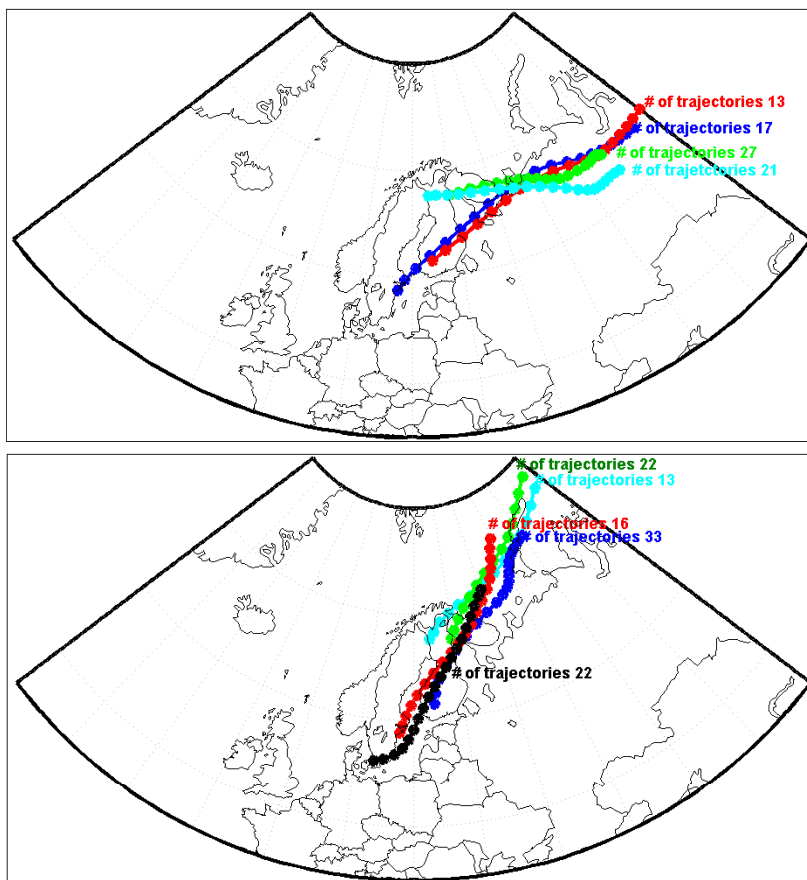 # of trajectories 13
# of trajectories 17
# of trajectories 27
# of trajetctories 21
# of trajectories 22
# of trajectories 13
# of trajectories 16
# of trajectories 33
# of trajectories 22